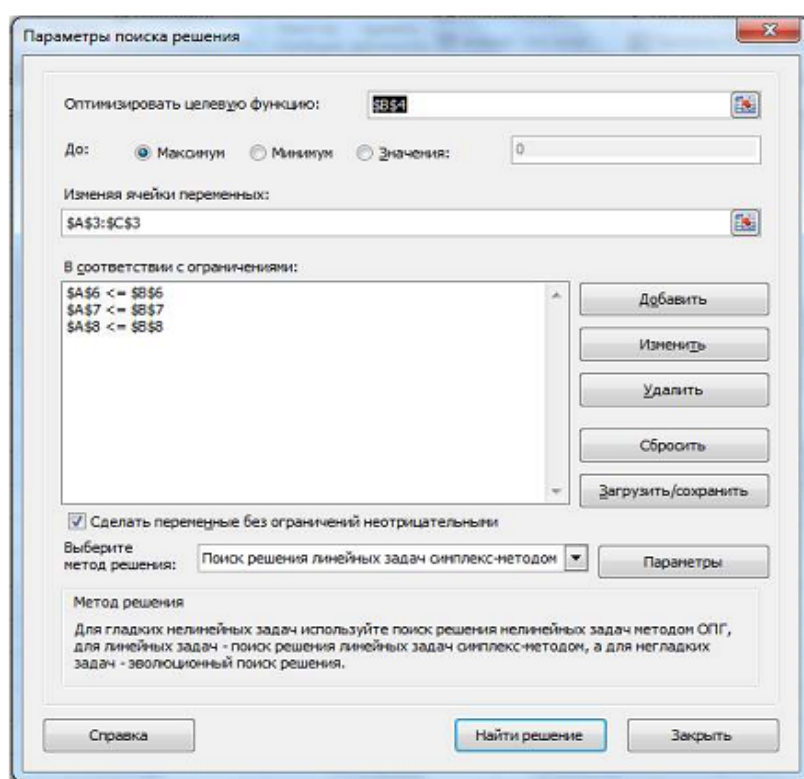 Параметры поиска решения
Оптимизировать целевую функцию:
$B$4
До:
Максимум
Минимум
Значения:
0
Изменяя ячейки переменных:
$A$3:$C$3
В соответствии с ограничениями:
$A$6 <= $B$6
$A$7 <= $B$7
$A$8 <= $B$8
Добавить
Изменить
Удалить
Сбросить
Загрузить/сохранить
Сделать переменные без ограничений неотрицательными
Выберите
метод решения:
Поиск решения линейных задач симплекс-методом
Параметры
Метод решения
Для гладких нелинейных задач используйте поиск решения нелинейных задач методом ОПГ,
для линейных задач - поиск решения линейных задач симплекс-методом, а для негладких
задач - эволюционный поиск решения.
Справка
Найти решение
Закрыть